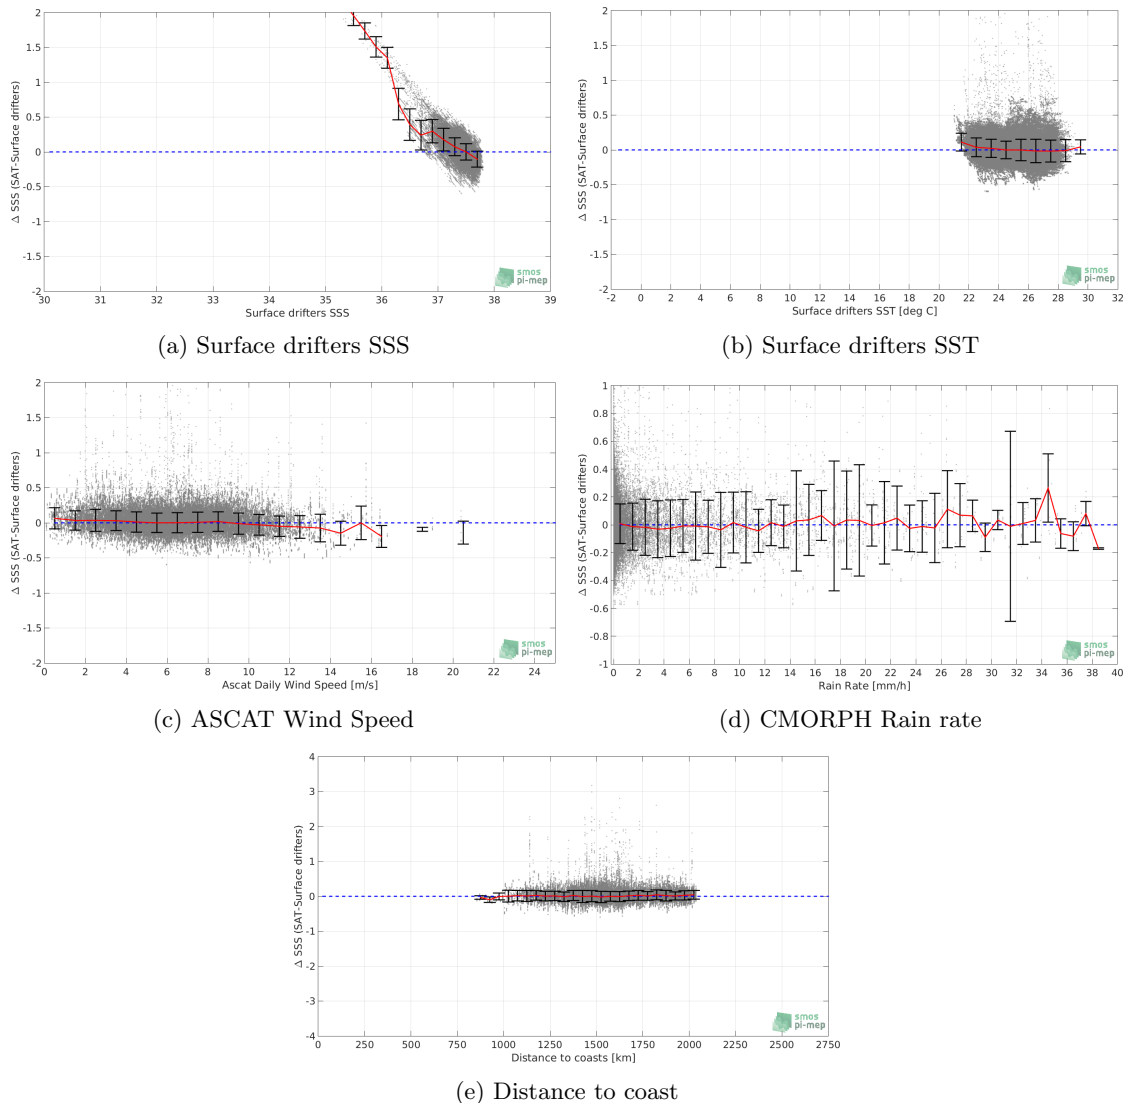 2
1.5
1
0.5
0
-0.5
-1
-1.5
-2
Δ SSS (SAT-Surface drifters)
30 31 32 33 34 35 36 37 38 39
Surface drifters SSS
smos
pi-mep
(a) Surface drifters SSS
2
1.5
1
0.5
0
-0.5
-1
-1.5
-2
Δ SSS (SAT-Surface drifters)
-2 0 2 4 6 8 10 12 14 16 18 20 22 24 26 28 30 32
Surface drifters SST [deg C]
smos
pi-mep
(b) Surface drifters SST
2
1.5
1
0.5
0
-0.5
-1
-1.5
-2
Δ SSS (SAT-Surface drifters)
0 2 4 6 8 10 12 14 16 18 20 22 24
Ascat Daily Wind Speed [m/s]
smos
pi-mep
(c) ASCAT Wind Speed
1
0.8
0.6
0.4
0.2
0
-0.2
-0.4
-0.6
-0.8
-1
Δ SSS (SAT-Surface drifters)
0 2 4 6 8 10 12 14 16 18 20 22 24 26 28 30 32 34 36 38 40
Rain Rate [mm/h]
smos
pi-mep
(d) CMORPH Rain rate
4
3
2
1
0
-1
-2
-3
-4
Δ SSS (SAT-Surface drifters)
0 250 500 750 1000 1250 1500 1750 2000 2250 2500 2750
Distance to coasts [km]
smos
pi-mep
(e) Distance to coast